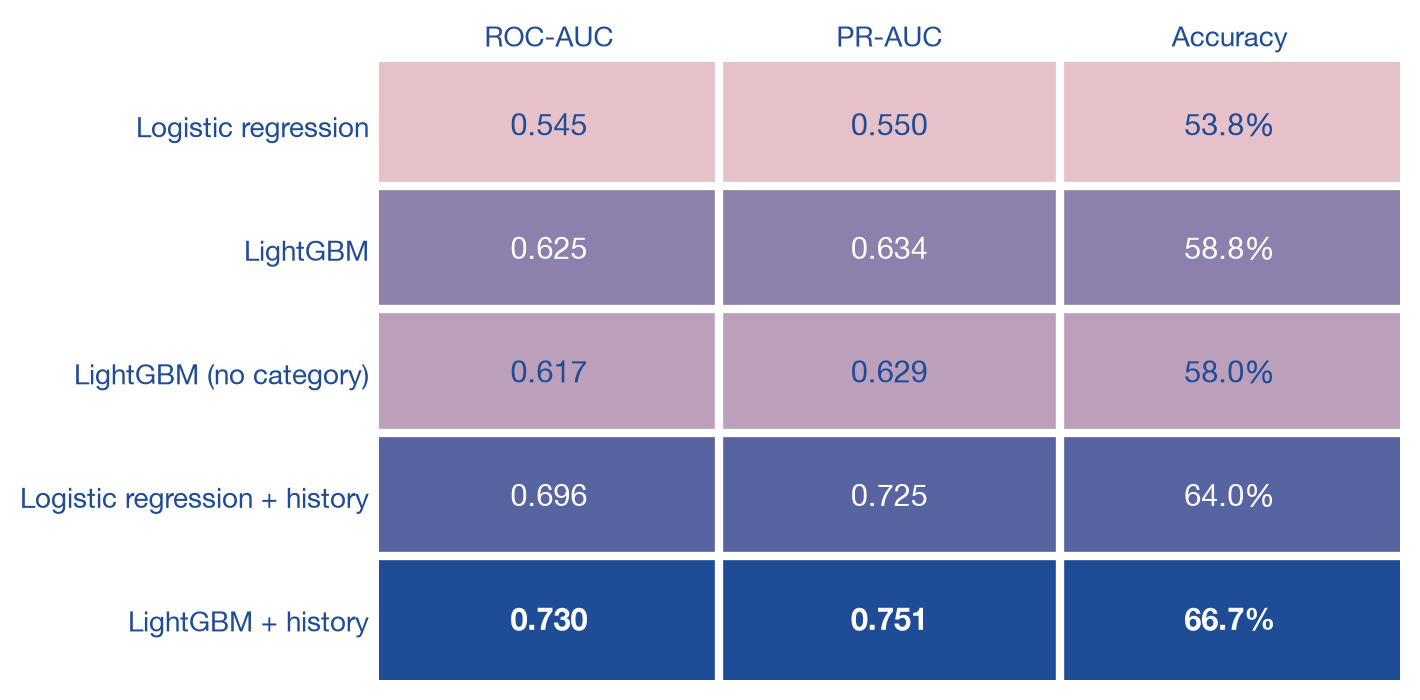 ROC-AUC PR-AUC Accuracy
Logistic regression 0.545 0.550 53.8%
LightGBM 0.625 0.634 58.8%
LightGBM (no category) 0.617 0.629 58.0%
Logistic regression + history 0.696 0.725 64.0%
LightGBM + history 0.730 0.751 66.7%